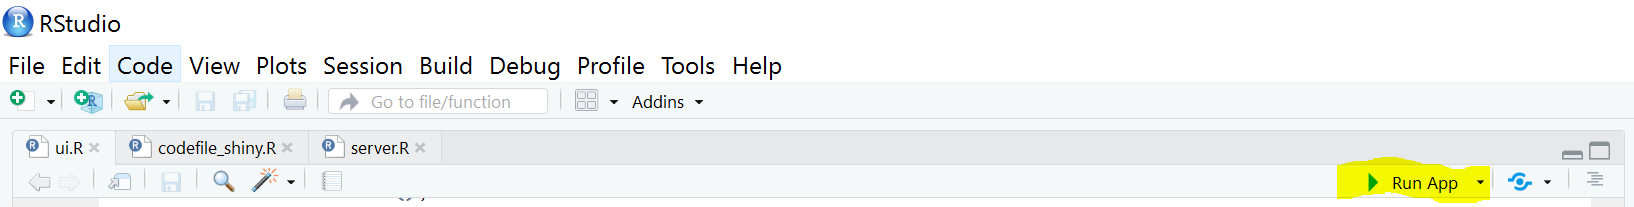 R RStudio
File Edit Code View Plots Session Build Debug Profile Tools Help
R Go to file/function Addins
R ui.R R codefile_shiny.R R server.R
Run App